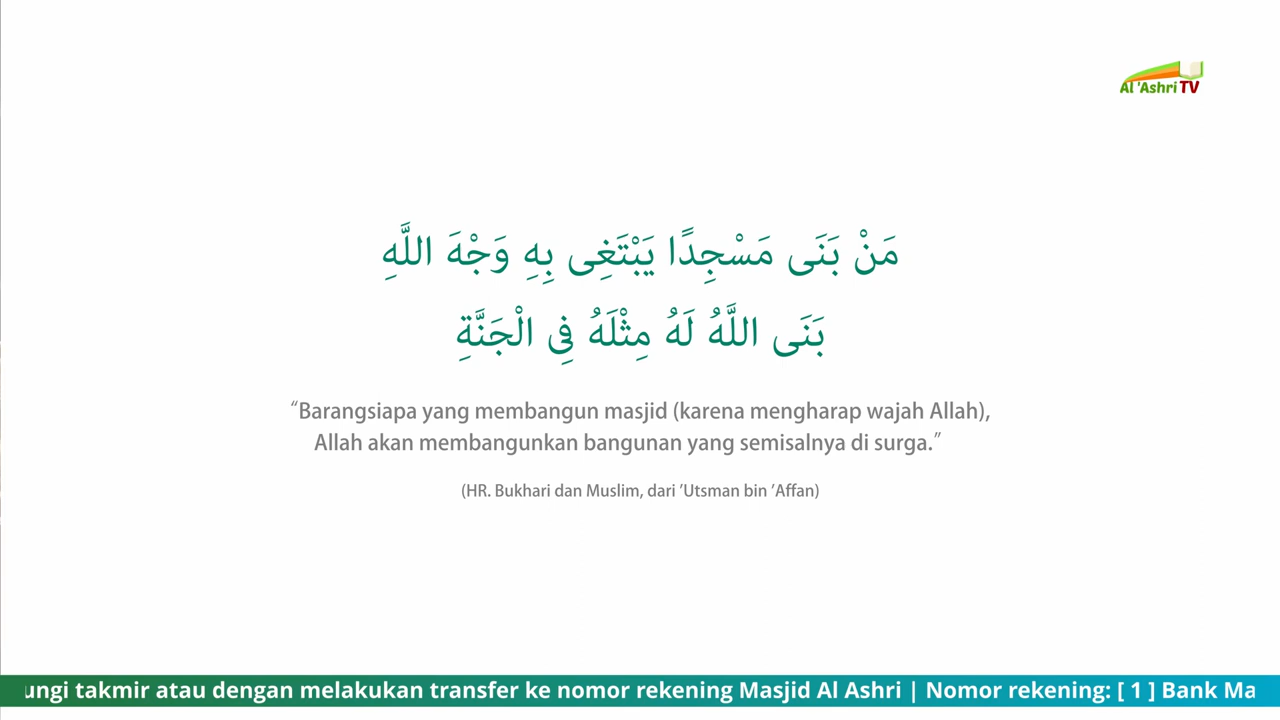 Al 'Ashri TV
مَنْ بَنَى مَسْجِدًا يَبْتَغِى بِهِ وَجْهَ اللَّهِ
بَنَى اللَّهُ لَهُ مِثْلَهُ فِى الْجَنَّةِ
“Barangsiapa yang membangun masjid (karena mengharap wajah Allah),
Allah akan membangunkan bangunan yang semisalnya di surga.”
(HR. Bukhari dan Muslim, dari ’Utsman bin ’Affan)
ungi takmir atau dengan melakukan transfer ke nomor rekening Masjid Al Ashri | Nomor rekening: [ 1 ] Bank Ma